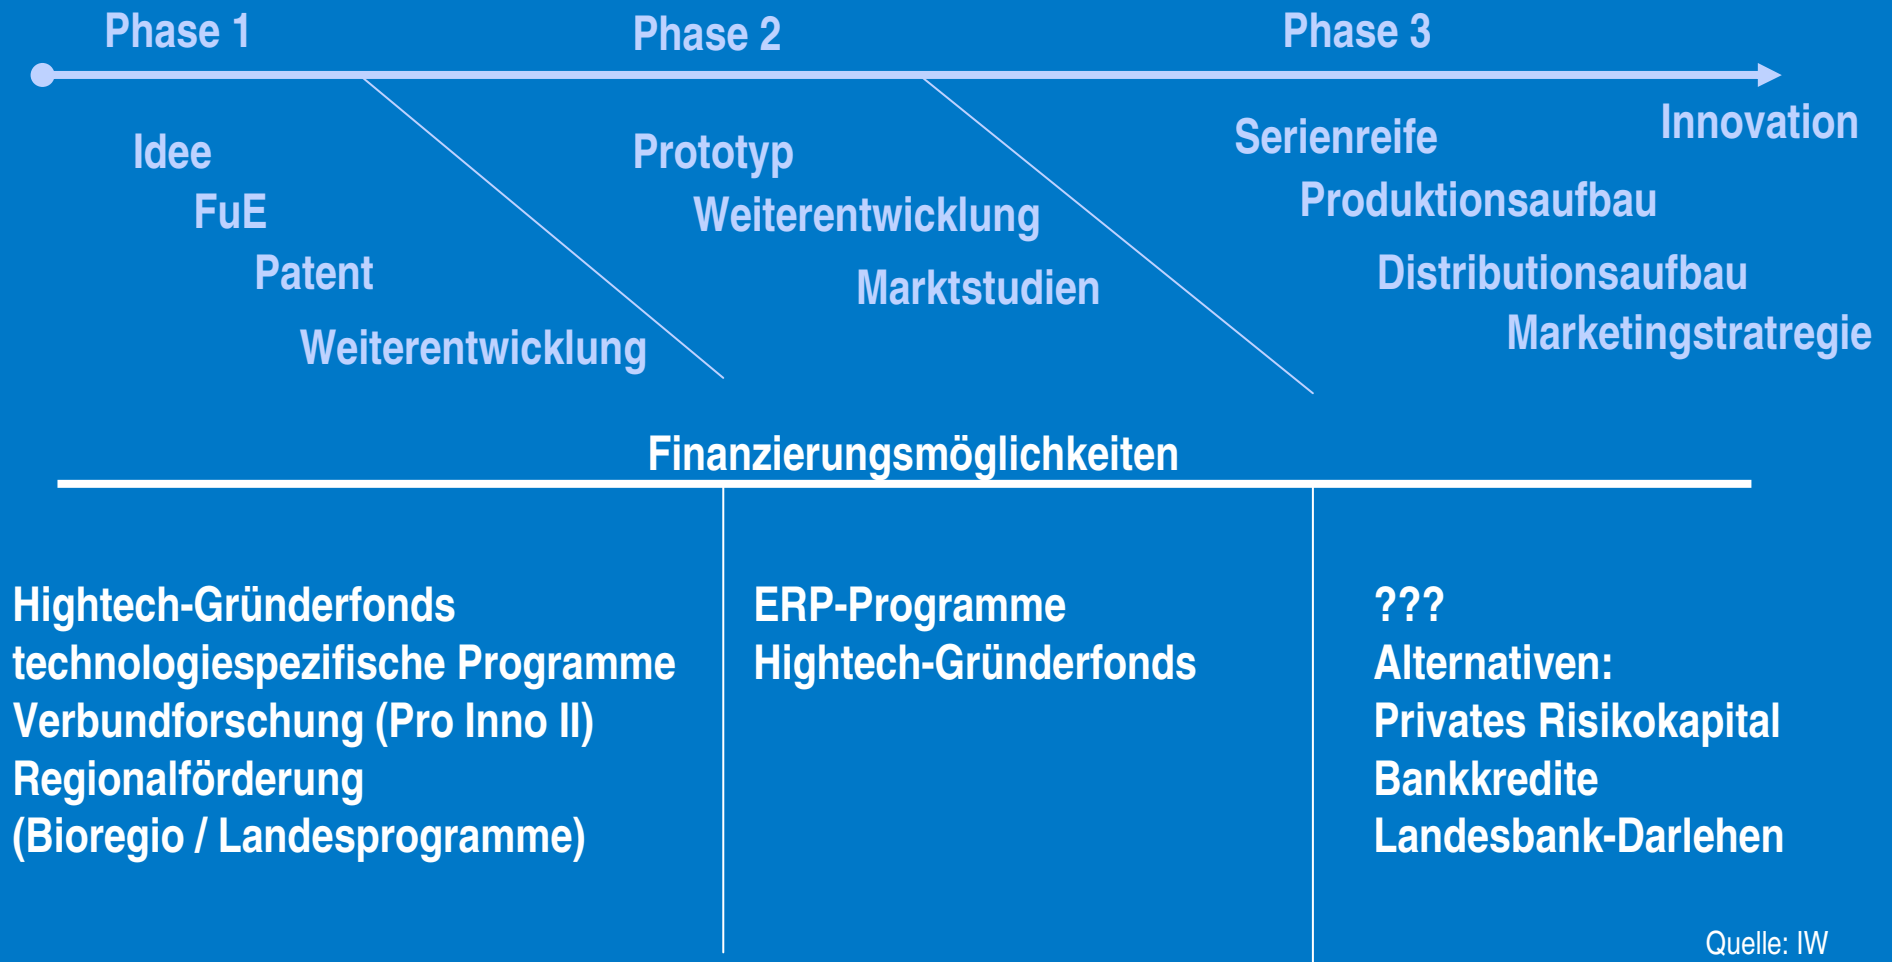 Phase 1
Phase 2
Phase 3
Innovation
Idee
FuE
Patent
Weiterentwicklung
Prototyp
Weiterentwicklung
Marktstudien
Serienreife
Produktionsaufbau
Distributionsaufbau
Marketingstratregie
Finanzierungsmöglichkeiten
Hightech-Gründerfonds
technologiespezifische Programme
Verbundforschung (Pro Inno II)
Regionalförderung
(Bioregio / Landesprogramme)
ERP-Programme
Hightech-Gründerfonds
???
Alternativen:
Privates Risikokapital
Bankkredite
Landesbank-Darlehen
Quelle: IW